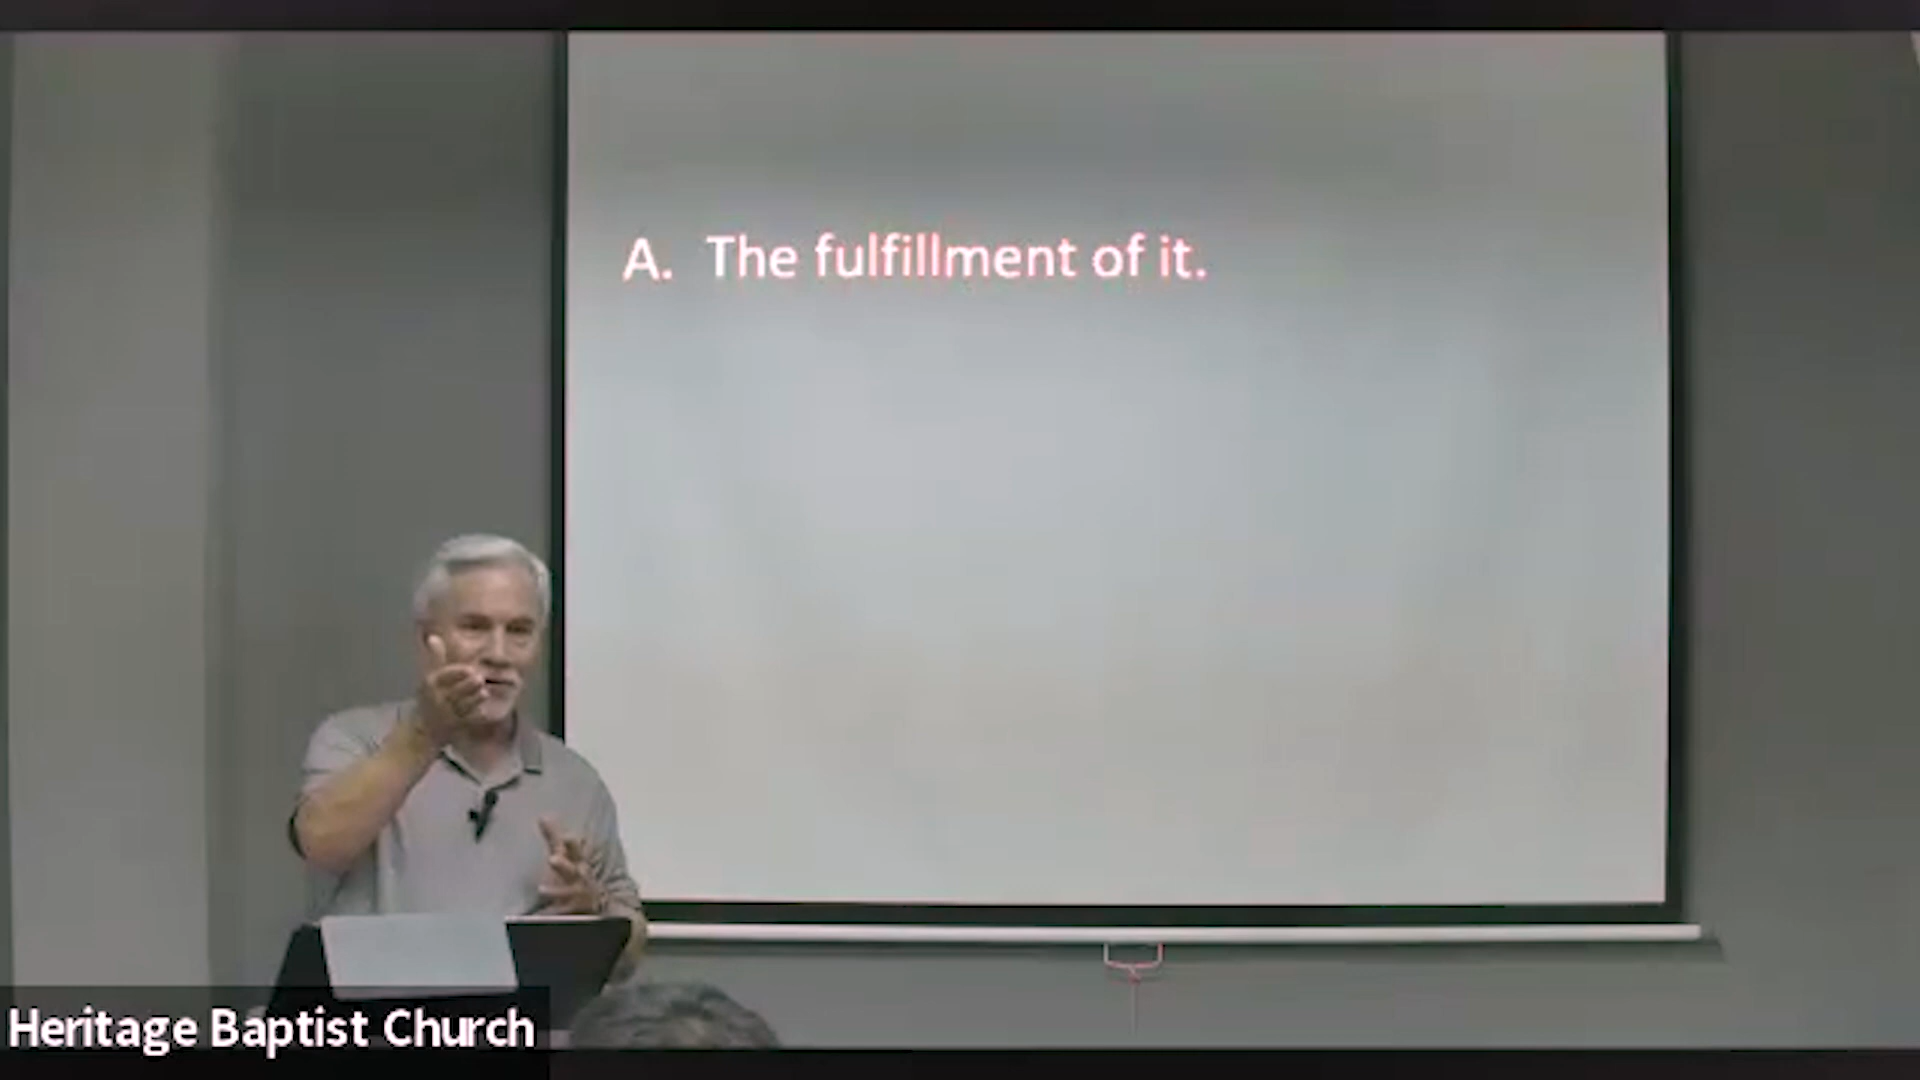 A. The fulfillment of it.
Heritage Baptist Church